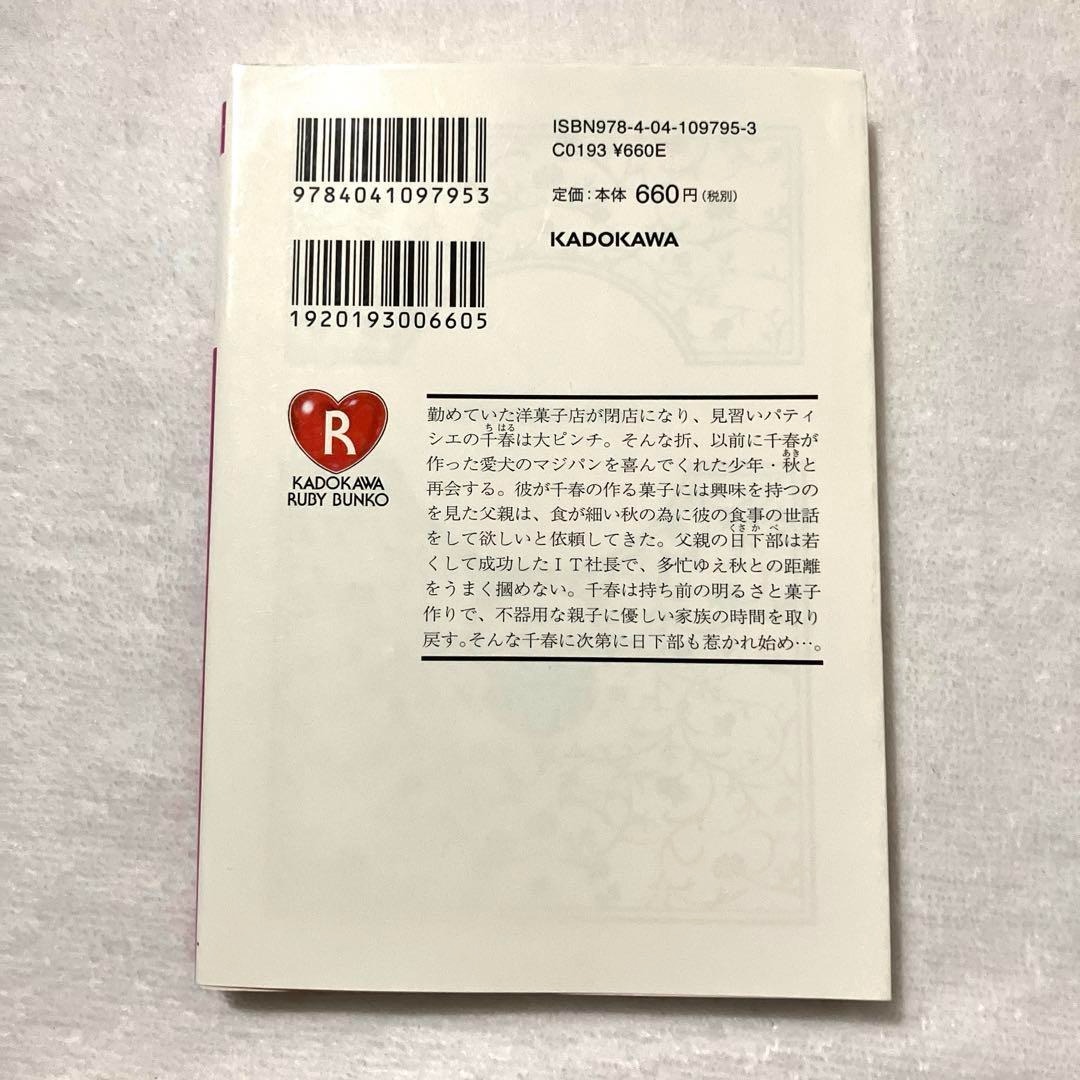 ISBN978-4-04-109795-3
C0193 ¥660E
定価：本体 660円（税別）
KADOKAWA
9784041097953
1920193006605
R
KADOKAWA
RUBY BUNKO
勤めていた洋菓子店が閉店になり、見習いパティ
シエの千春は大ピンチ。そんな折、以前に千春が
作った愛犬のマジパンを喜んでくれた少年・秋と
再会する。彼が千春の作る菓子には興味を持つの
を見た父親は、食が細い秋の為に彼の食事の世話
をして欲しいと依頼してきた。父親の日下部は若
くして成功したＩＴ社長で、多忙ゆえ秋との距離
をうまく摑めない。千春は持ち前の明るさと菓子
作りで、不器用な親子に優しい家族の時間を取り
戻す。そんな千春に次第に日下部も惹かれ始め…。
ちはる
あき
くさかべ